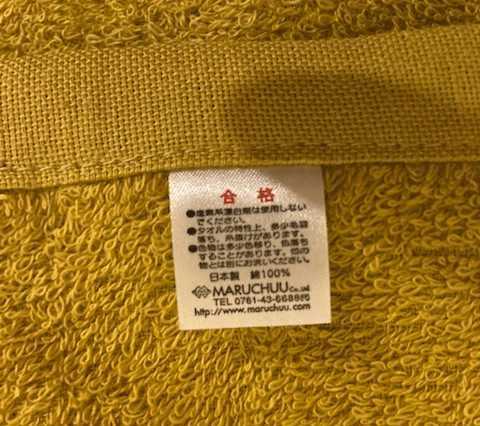 合格
●塩素系漂白剤は使用しない
でください。
●タオルの特性上、多少毛羽
落ち、糸抜けがあります。
●色物は多少色移り、色落ち
することがあります。他の
物とは別にお洗いください。
日本製 綿100%
MARUCHUU Co.,Ltd.
TEL 0761-43-6688㈹
http://www.maruchuu.com/